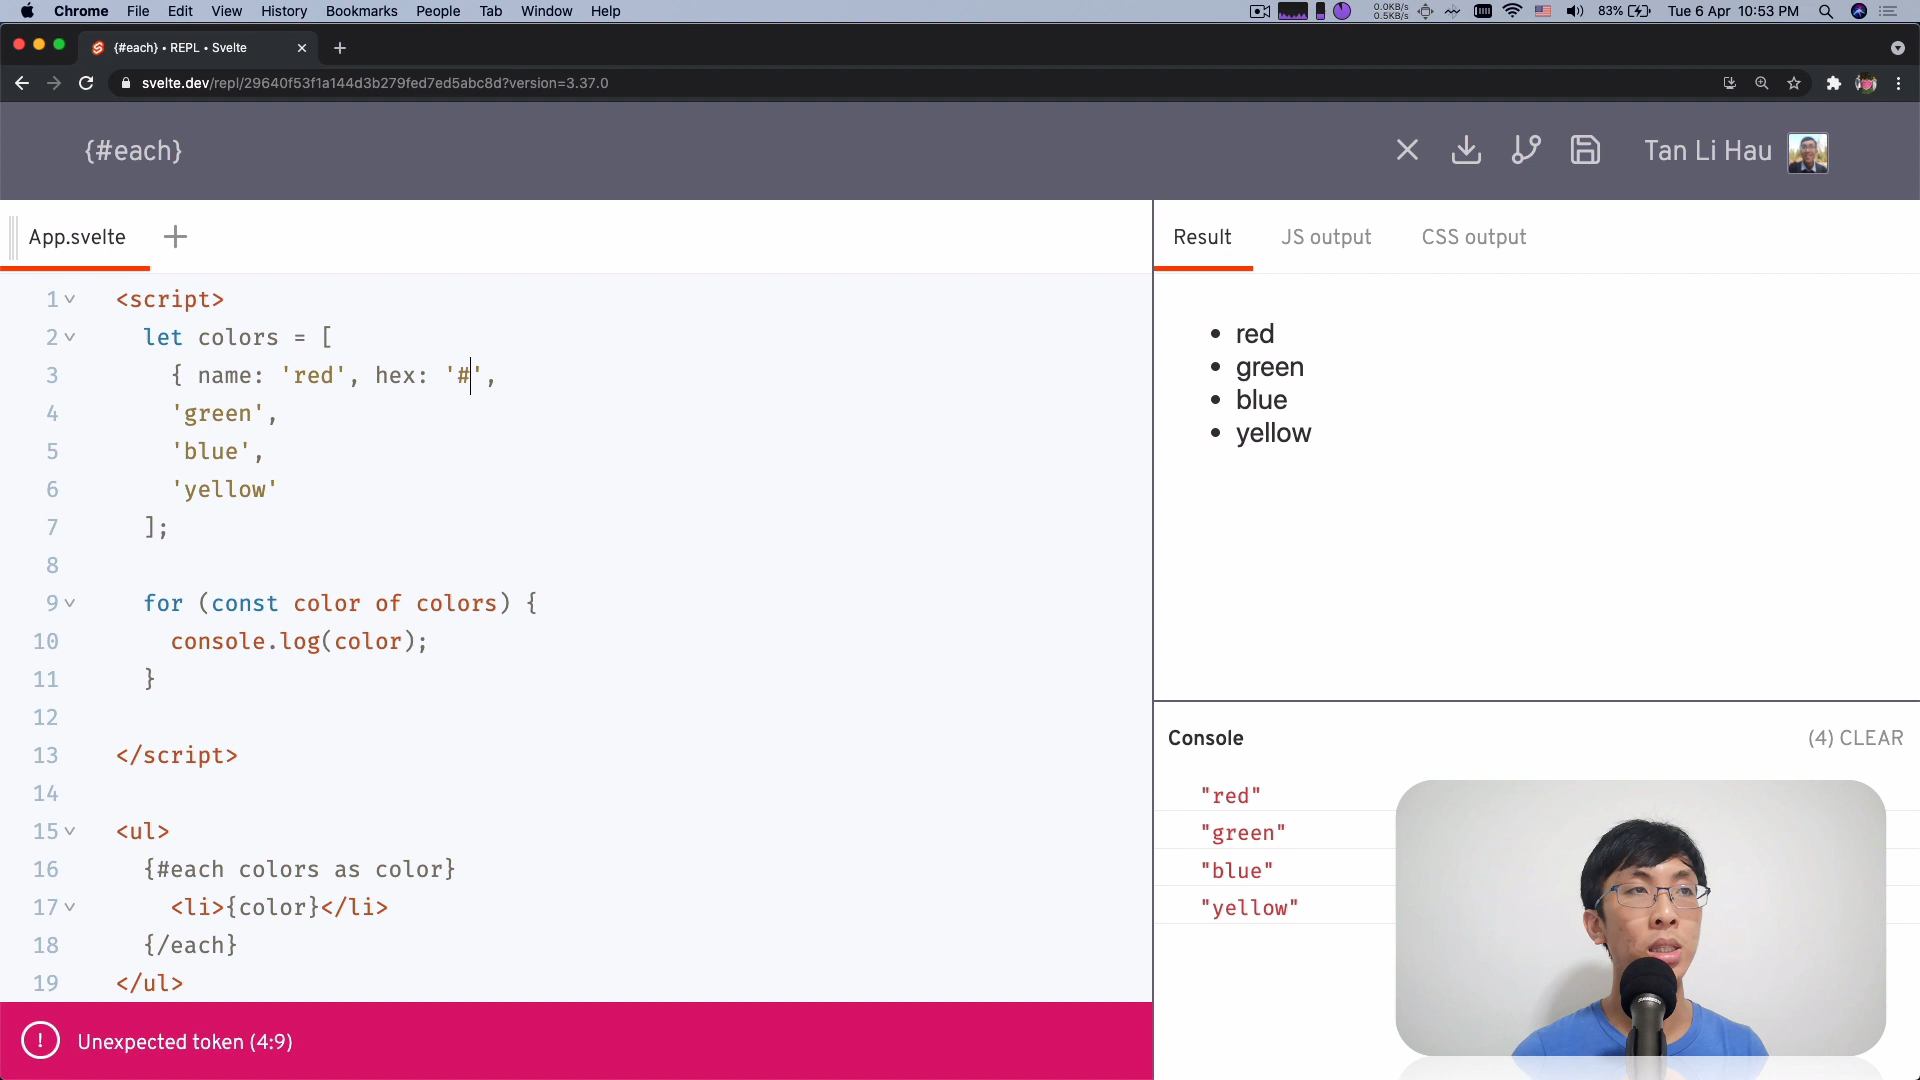 Chrome File Edit View History Bookmarks People Tab Window Help
0.0KB/s
0.5KB/s
83% Tue 6 Apr 10:53 PM
{#each} • REPL • Svelte
svelte.dev/repl/29640f53f1a144d3b279fed7ed5abc8d?version=3.37.0
{#each}
Tan Li Hau
App.svelte
1 <script>
2 let colors = [
3 { name: 'red', hex: '#',
4 'green',
5 'blue',
6 'yellow'
7 ];
8
9 for (const color of colors) {
10 console.log(color);
11 }
12
13 </script>
14
15 <ul>
16 {#each colors as color}
17 <li>{color}</li>
18 {/each}
19 </ul>
Unexpected token (4:9)
Result JS output CSS output
• red
• green
• blue
• yellow
Console
(4) CLEAR
"red"
"green"
"blue"
"yellow"